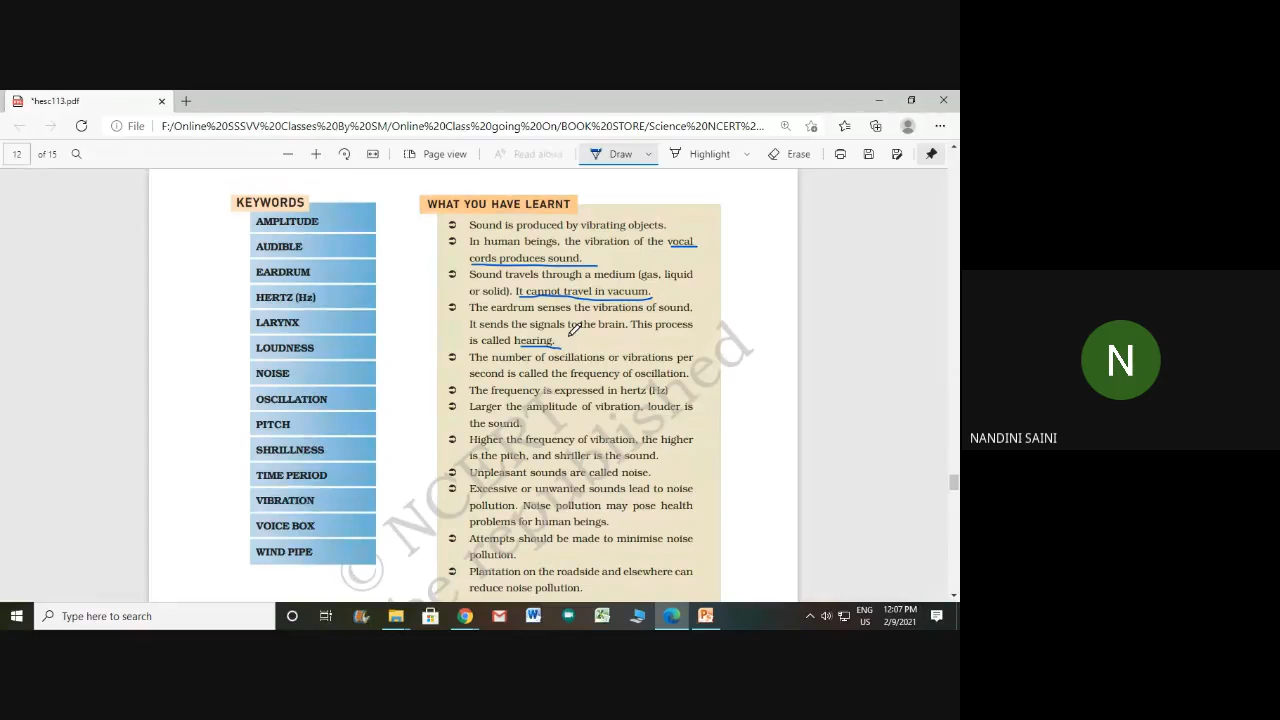 *hesc113.pdf
File
F:/Online%20SSSVV%20Classes%20By%20SM/Online%20Class%20going%20On/BOOK%20STORE/Science%20NCERT%...
12 of 15
Page view
Read aloud
Draw
Highlight
Erase
KEYWORDS
AMPLITUDE
AUDIBLE
EARDRUM
HERTZ (Hz)
LARYNX
LOUDNESS
NOISE
OSCILLATION
PITCH
SHRILLNESS
TIME PERIOD
VIBRATION
VOICE BOX
WIND PIPE
WHAT YOU HAVE LEARNT
Sound is produced by vibrating objects.
In human beings, the vibration of the vocal
cords produces sound.
Sound travels through a medium (gas, liquid
or solid). It cannot travel in vacuum.
The eardrum senses the vibrations of sound,
It sends the signals to the brain. This process
is called hearing.
The number of oscillations or vibrations per
second is called the frequency of oscillation.
The frequency is expressed in hertz (Hz)
Larger the amplitude of vibration, louder is
the sound.
Higher the frequency of vibration, the higher
is the pitch, and shriller is the sound.
Unpleasant sounds are called noise.
Excessive or unwanted sounds lead to noise
pollution. Noise pollution may pose health
problems for human beings.
Attempts should be made to minimise noise
pollution.
Plantation on the roadside and elsewhere can
reduce noise pollution.
© NCERT
be republished
N
NANDINI SAINI
Type here to search
ENG
US
12:07 PM
2/9/2021